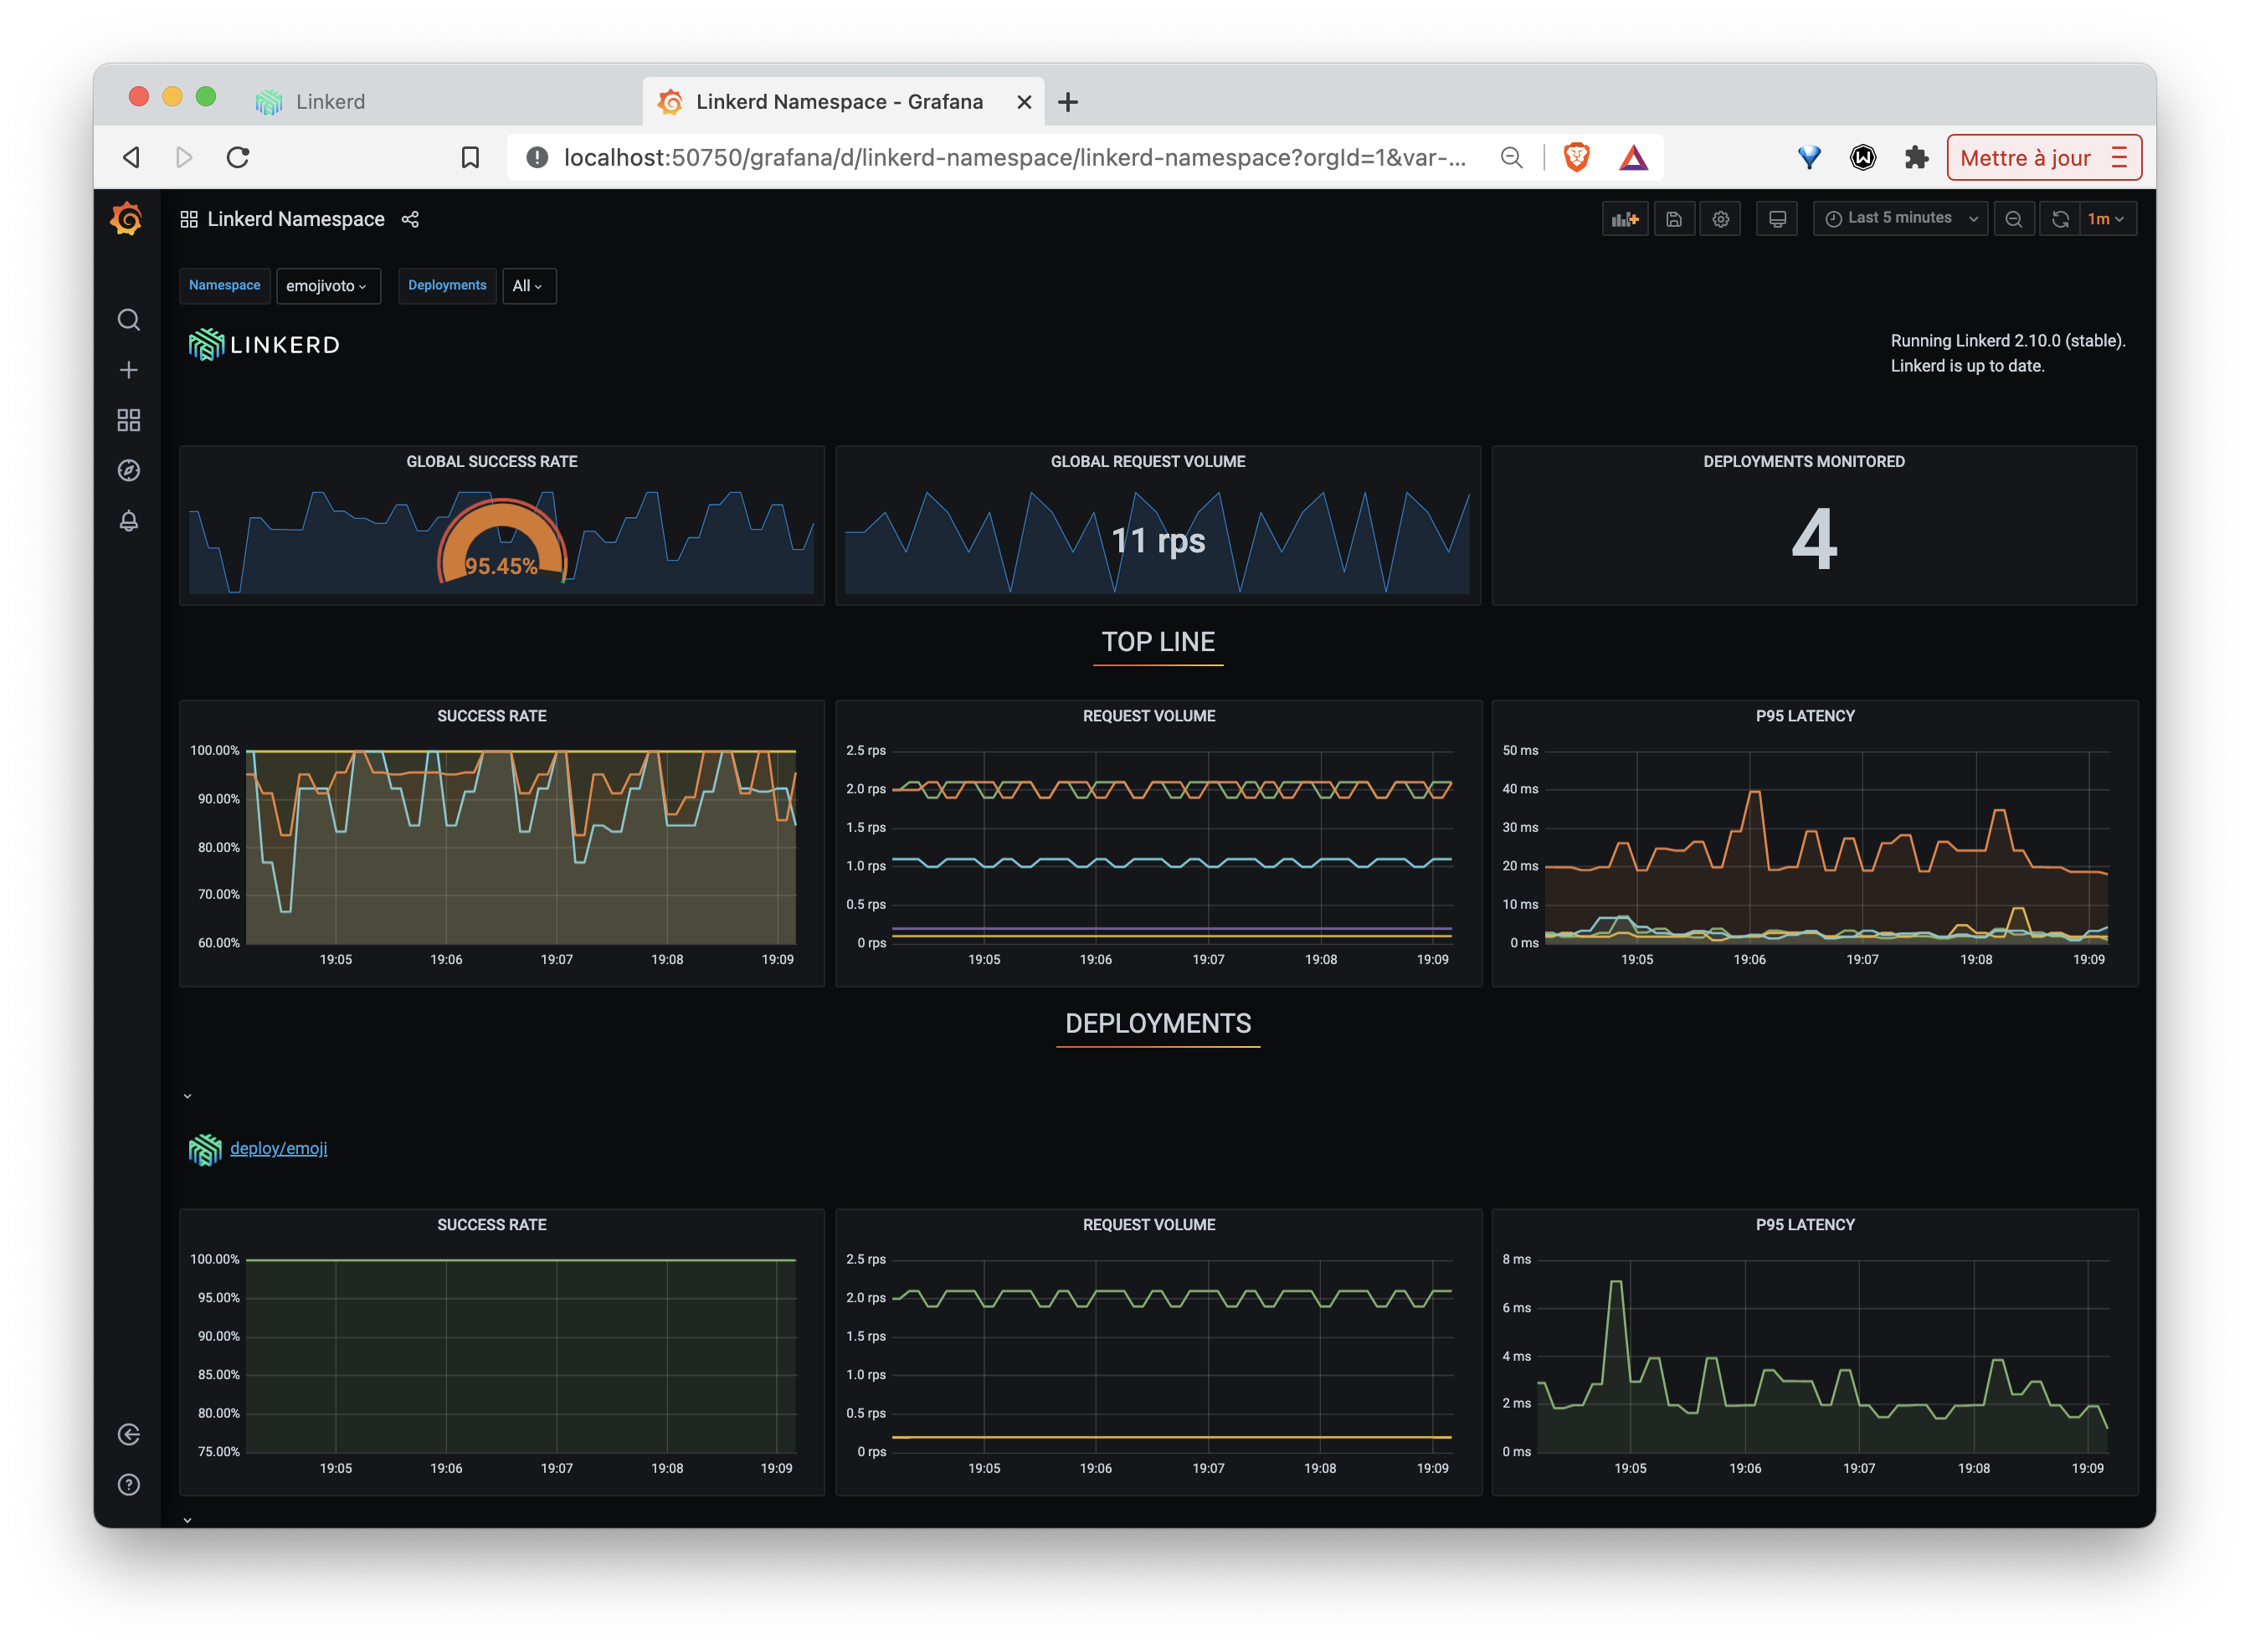 Linkerd
Linkerd Namespace - Grafana
localhost:50750/grafana/d/linkerd-namespace/linkerd-namespace?orgId=1&var-...
Mettre à jour
Linkerd Namespace
Last 5 minutes
1m
Namespace
emojivoto
Deployments
All
LINKERD
Running Linkerd 2.10.0 (stable).
Linkerd is up to date.
GLOBAL SUCCESS RATE
95.45%
GLOBAL REQUEST VOLUME
11 rps
DEPLOYMENTS MONITORED
4
TOP LINE
SUCCESS RATE
100.00%
90.00%
80.00%
70.00%
60.00%
19:05 19:06 19:07 19:08 19:09
REQUEST VOLUME
2.5 rps
2.0 rps
1.5 rps
1.0 rps
0.5 rps
0 rps
19:05 19:06 19:07 19:08 19:09
P95 LATENCY
50 ms
40 ms
30 ms
20 ms
10 ms
0 ms
19:05 19:06 19:07 19:08 19:09
DEPLOYMENTS
deploy/emoji
SUCCESS RATE
100.00%
95.00%
90.00%
85.00%
80.00%
75.00%
19:05 19:06 19:07 19:08 19:09
REQUEST VOLUME
2.5 rps
2.0 rps
1.5 rps
1.0 rps
0.5 rps
0 rps
19:05 19:06 19:07 19:08 19:09
P95 LATENCY
8 ms
6 ms
4 ms
2 ms
0 ms
19:05 19:06 19:07 19:08 19:09